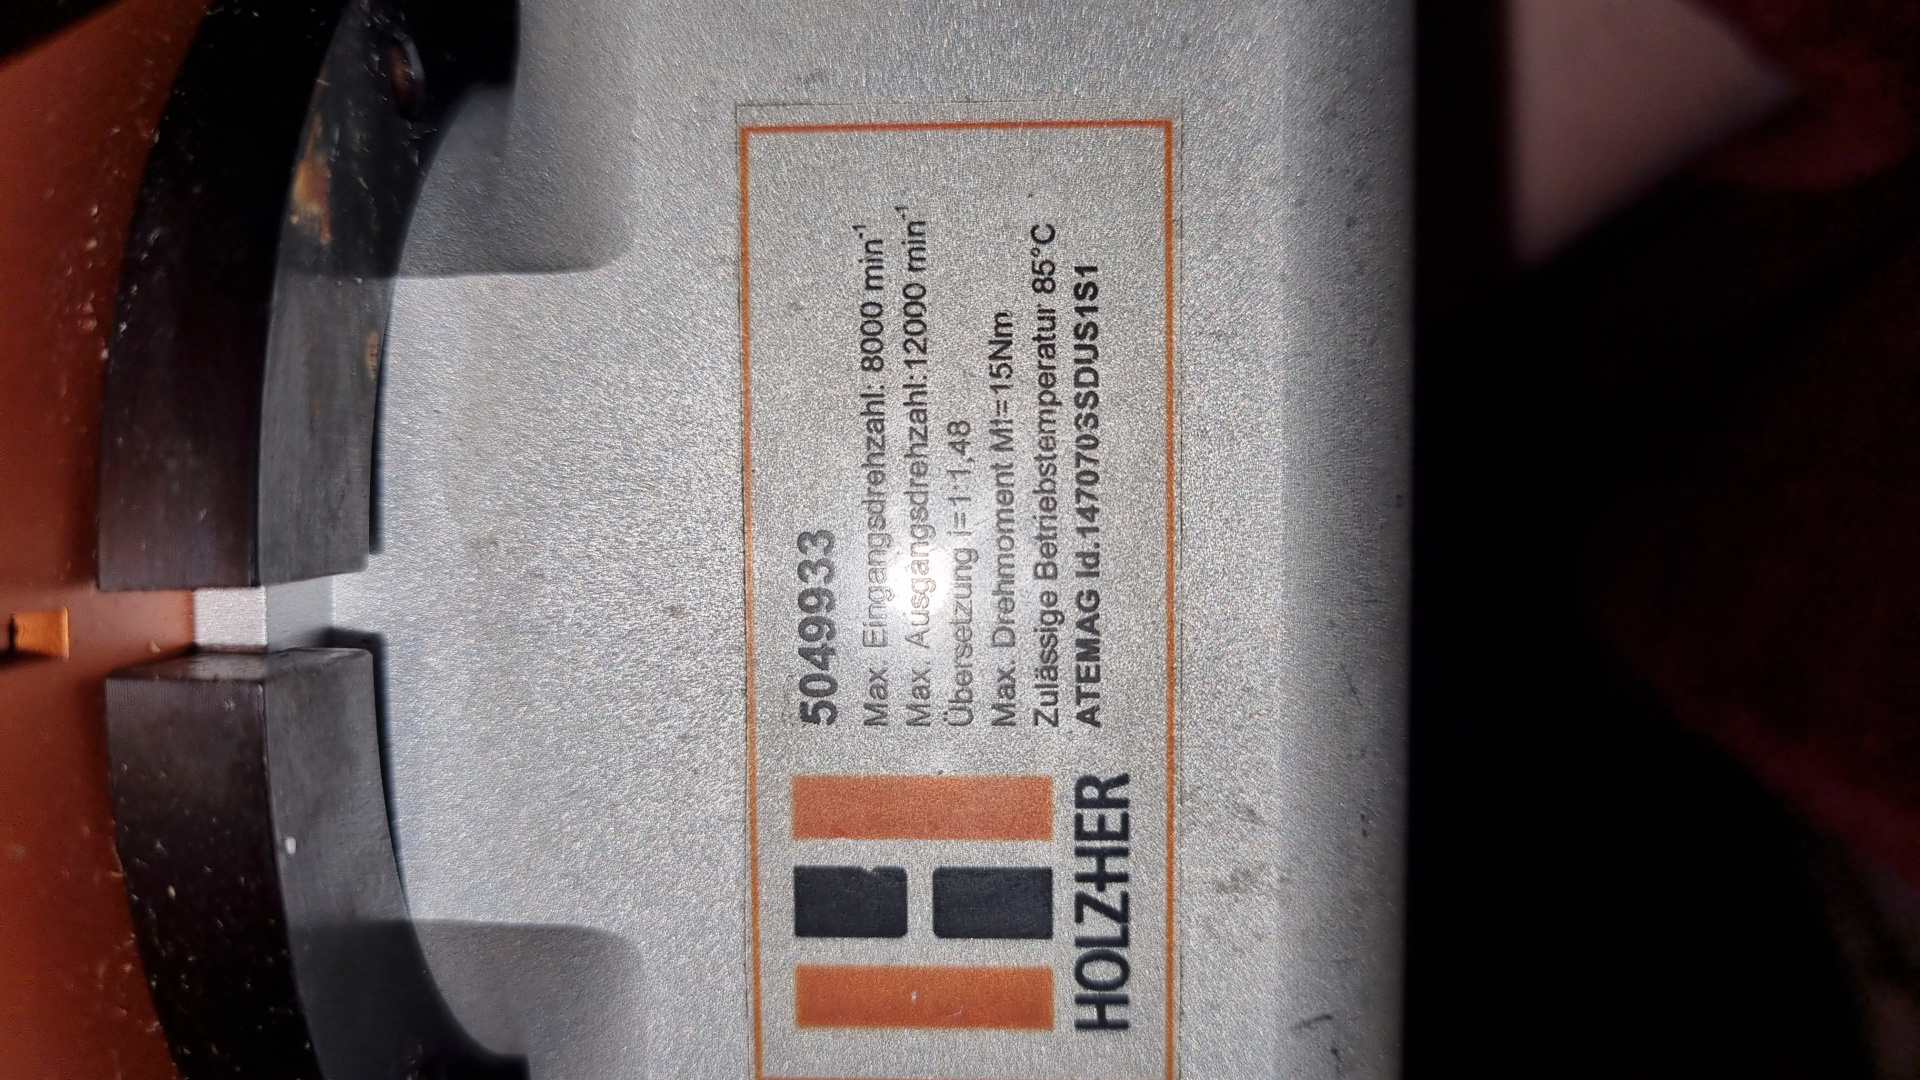 5049933
Max. Eingangsdrehzahl: 8000 min⁻¹
Max. Ausgangsdrehzahl:12000 min⁻¹
Übersetzung i=1:1,48
Max. Drehmoment Mt=15Nm
Zulässige Betriebstemperatur 85°C
ATEMAG Id.147070SSDUS1S1
HOLZHER